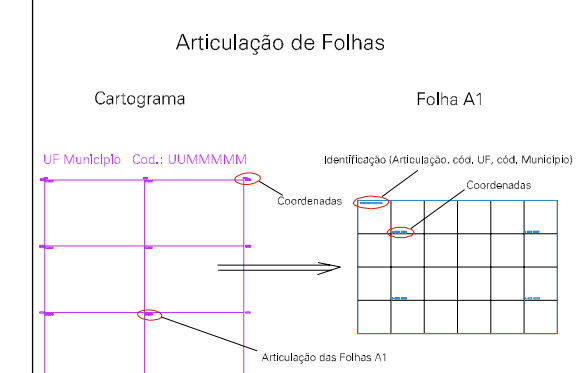 Articulação de Folhas
Cartograma
Folha A1
UF Município Cod.: UUMMMMM
Identificação (Articulação, cód. UF, cód. Município)
Coordenadas
Coordenadas
Articulação das Folhas A1